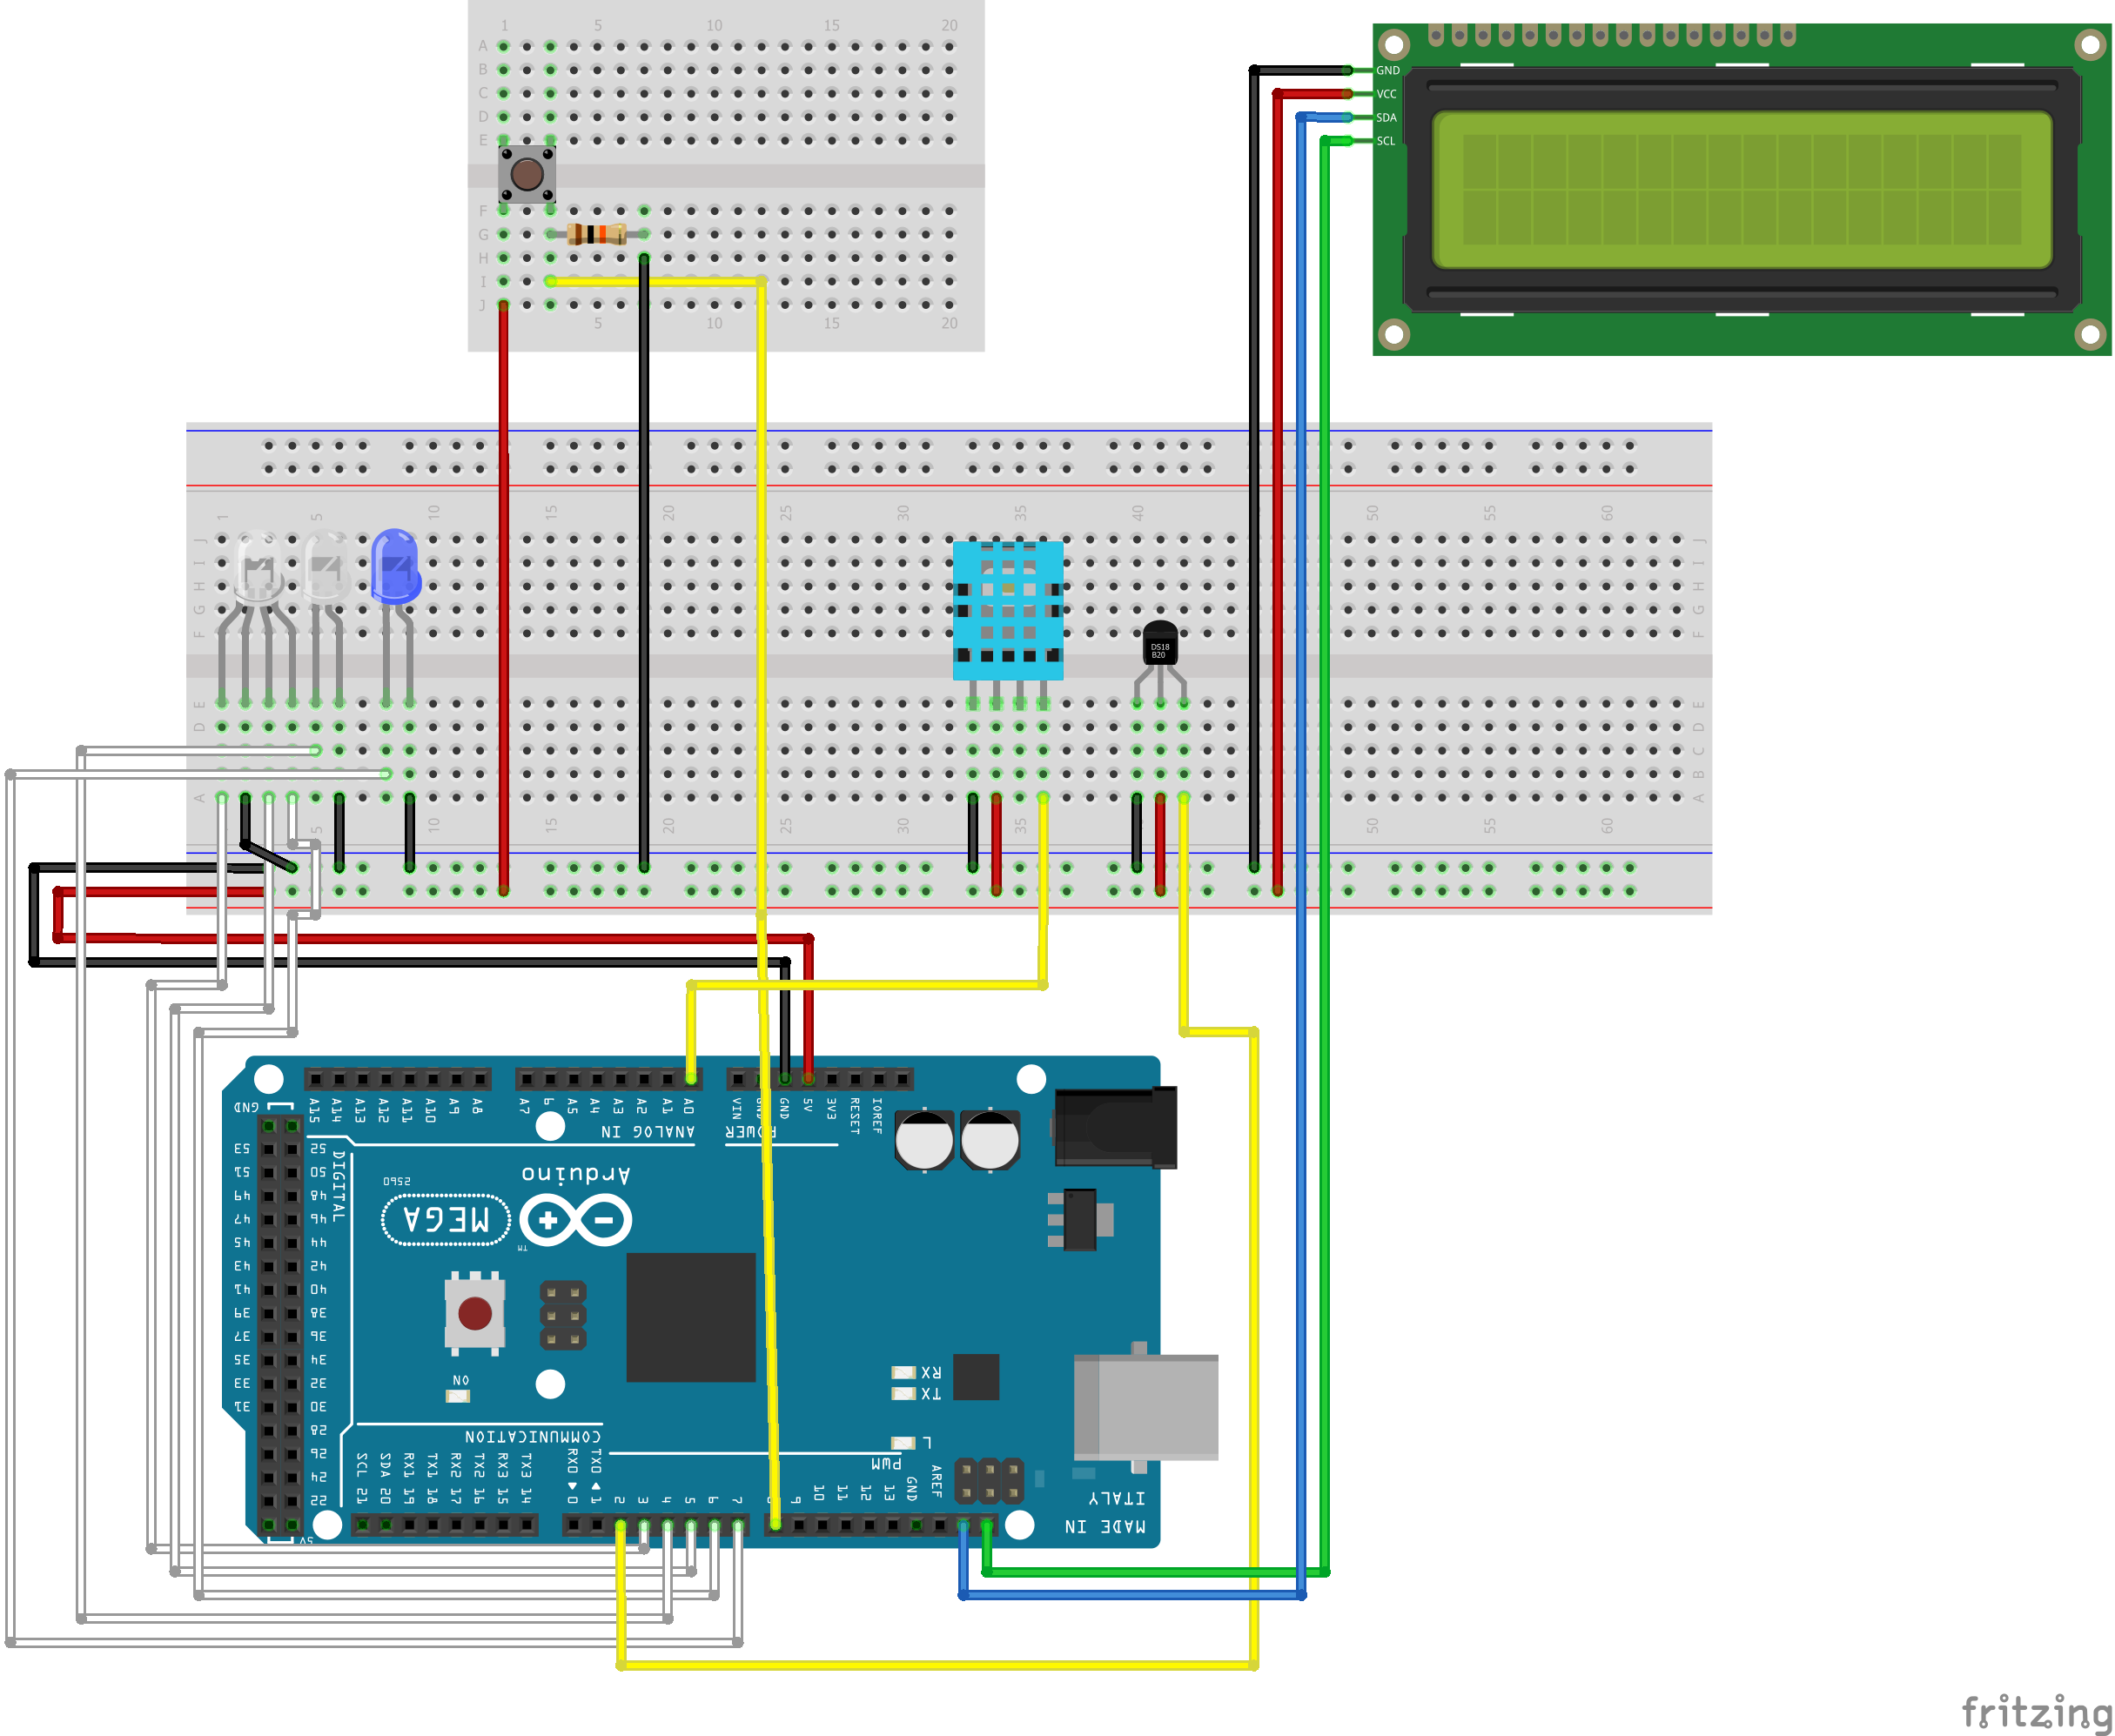 1 5 10 15 20
A
B
C
D
E
F
G
H
I
J
5 10 15 20
GND
VCC
SDA
SCL
1 5 10 15 20 25 30 35 40 50 55 60
J J
I I
H H
G G
F F
DS18
B20
E E
D D
C C
B B
A A
5 10 15 20 25 30 35 40 50 55 60
GND
A15 A14 A13 A12 A11 A10 A9 A8
A7 A5 A4 A3 A2 A1 A0
VIN GND GND 5V 3V3 RESET IOREF
ANALOG IN
POWER
53 52
51 50
49 48
47 46
45 44
43 42
41 40
39 38
37 36
35 34
33 32
31 30
28
26
24
22
DIGITAL
Arduino
2560
MEGA
TM
ON
RX
TX
L
COMMUNICATION
PWM
SCL 21
SDA 20
RX1 19
TX1 18
RX2 17
TX2 16
RX3 15
TX3 14
RX0 0
TX0 1
2 3 4 5 6 7
9 10 11 12 13 GND AREF
5V
MADE IN
ITALY
fritzing